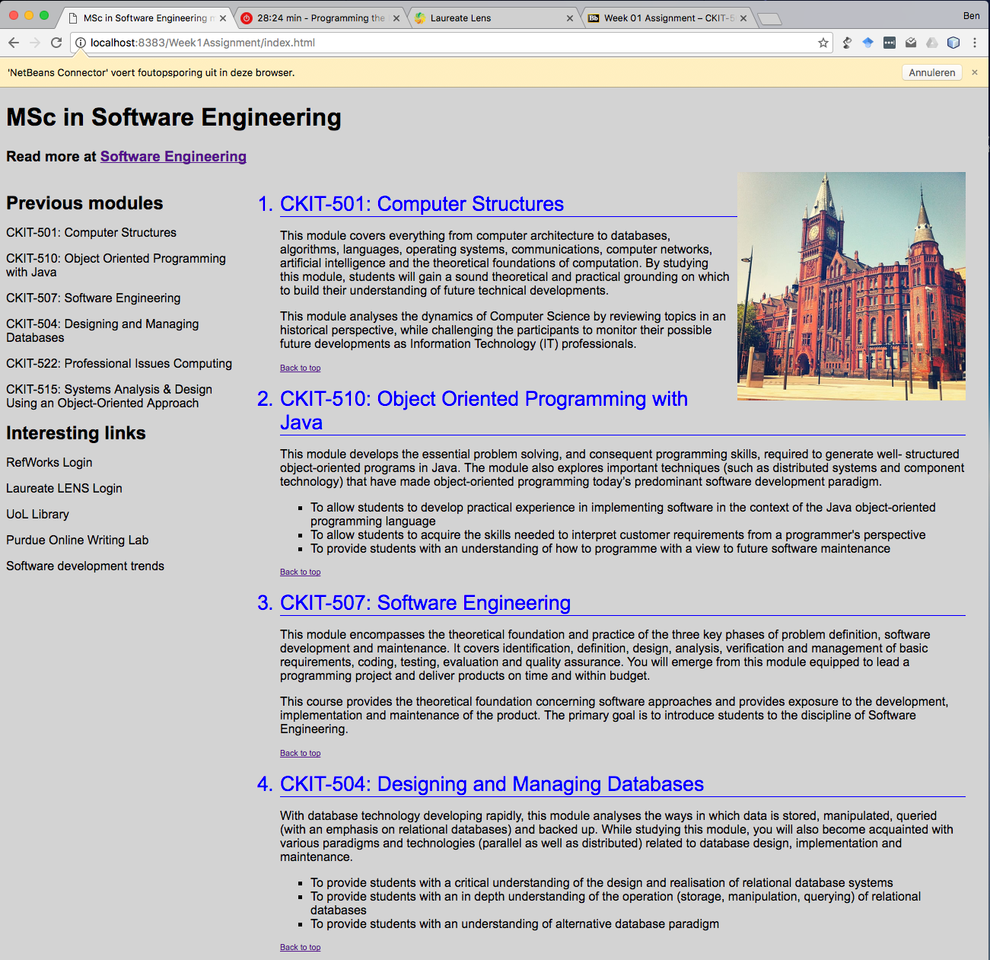 MSc in Software Engineering m
28:24 min - Programming the
Laureate Lens
Bb Week 01 Assignment – CKIT-5
Ben
localhost:8383/Week1Assignment/index.html
'NetBeans Connector' voert foutopsporing uit in deze browser.
Annuleren
MSc in Software Engineering
Read more at Software Engineering
Previous modules
CKIT-501: Computer Structures
CKIT-510: Object Oriented Programming
with Java
CKIT-507: Software Engineering
CKIT-504: Designing and Managing
Databases
CKIT-522: Professional Issues Computing
CKIT-515: Systems Analysis & Design
Using an Object-Oriented Approach
Interesting links
RefWorks Login
Laureate LENS Login
UoL Library
Purdue Online Writing Lab
Software development trends
1. CKIT-501: Computer Structures
This module covers everything from computer architecture to databases,
algorithms, languages, operating systems, communications, computer networks,
artificial intelligence and the theoretical foundations of computation. By studying
this module, students will gain a sound theoretical and practical grounding on which
to build their understanding of future technical developments.
This module analyses the dynamics of Computer Science by reviewing topics in an
historical perspective, while challenging the participants to monitor their possible
future developments as Information Technology (IT) professionals.
Back to top
2. CKIT-510: Object Oriented Programming with
Java
This module develops the essential problem solving, and consequent programming skills, required to generate well- structured
object-oriented programs in Java. The module also explores important techniques (such as distributed systems and component
technology) that have made object-oriented programming today's predominant software development paradigm.
To allow students to develop practical experience in implementing software in the context of the Java object-oriented
programming language
To allow students to acquire the skills needed to interpret customer requirements from a programmer's perspective
To provide students with an understanding of how to programme with a view to future software maintenance
Back to top
3. CKIT-507: Software Engineering
This module encompasses the theoretical foundation and practice of the three key phases of problem definition, software
development and maintenance. It covers identification, definition, design, analysis, verification and management of basic
requirements, coding, testing, evaluation and quality assurance. You will emerge from this module equipped to lead a
programming project and deliver products on time and within budget.
This course provides the theoretical foundation concerning software approaches and provides exposure to the development,
implementation and maintenance of the product. The primary goal is to introduce students to the discipline of Software
Engineering.
Back to top
4. CKIT-504: Designing and Managing Databases
With database technology developing rapidly, this module analyses the ways in which data is stored, manipulated, queried
(with an emphasis on relational databases) and backed up. While studying this module, you will also become acquainted with
various paradigms and technologies (parallel as well as distributed) related to database design, implementation and
maintenance.
To provide students with a critical understanding of the design and realisation of relational database systems
To provide students with an in depth understanding of the operation (storage, manipulation, querying) of relational
databases
To provide students with an understanding of alternative database paradigm
Back to top